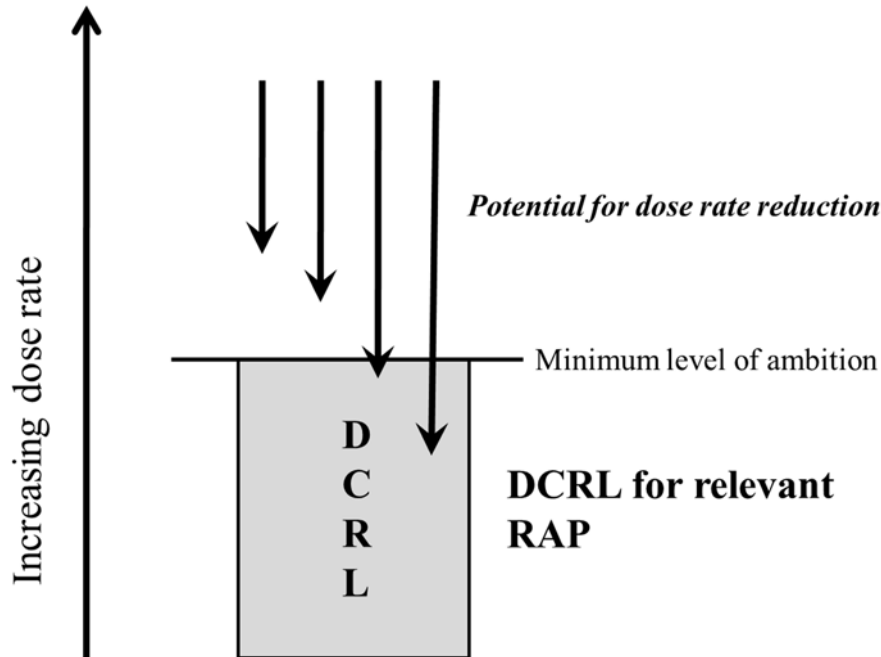 Increasing dose rate
Potential for dose rate reduction
Minimum level of ambition
D
C
R
L
DCRL for relevant
RAP